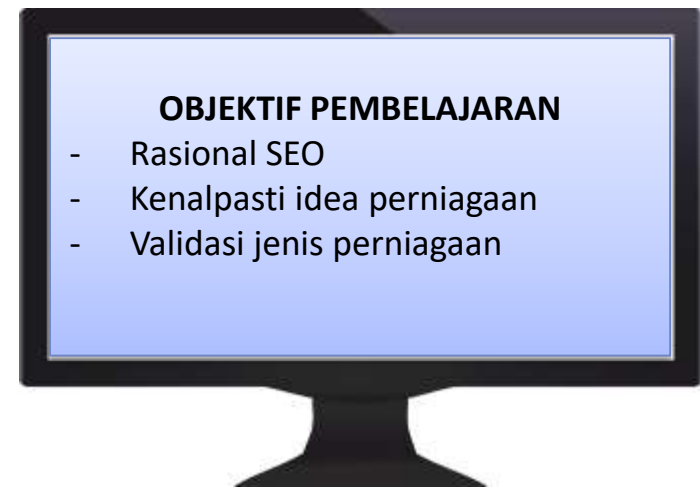 OBJEKTIF PEMBELAJARAN
- Rasional SEO
- Kenalpasti idea perniagaan
- Validasi jenis perniagaan